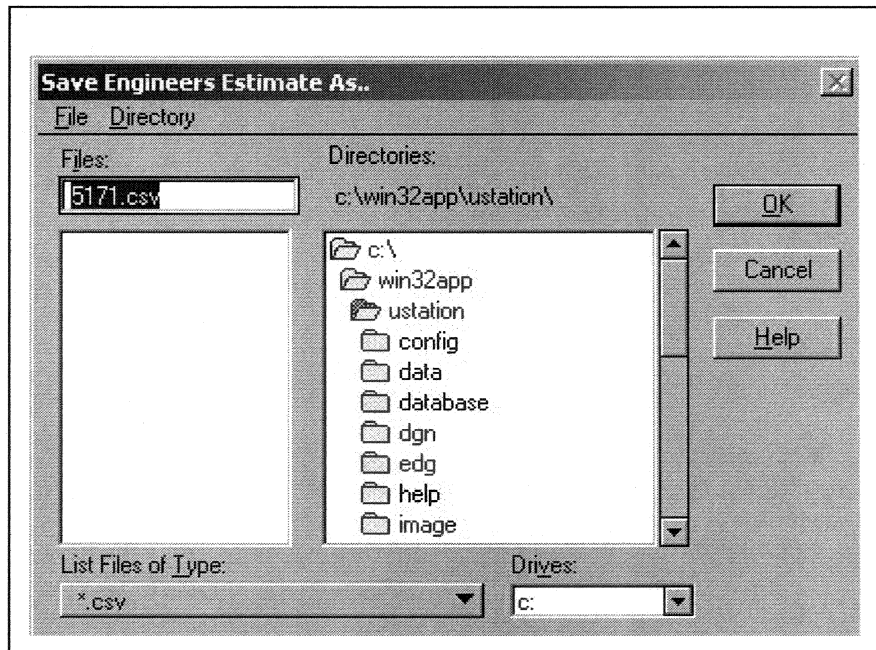 Save Engineers Estimate As..
File Directory
Files:
5171.csv
Directories:
c:\win32app\ustation\
c:\
win32app
ustation
config
data
database
dgn
edg
help
image
OK
Cancel
Help
List Files of Type:
*.csv
Drives:
c: